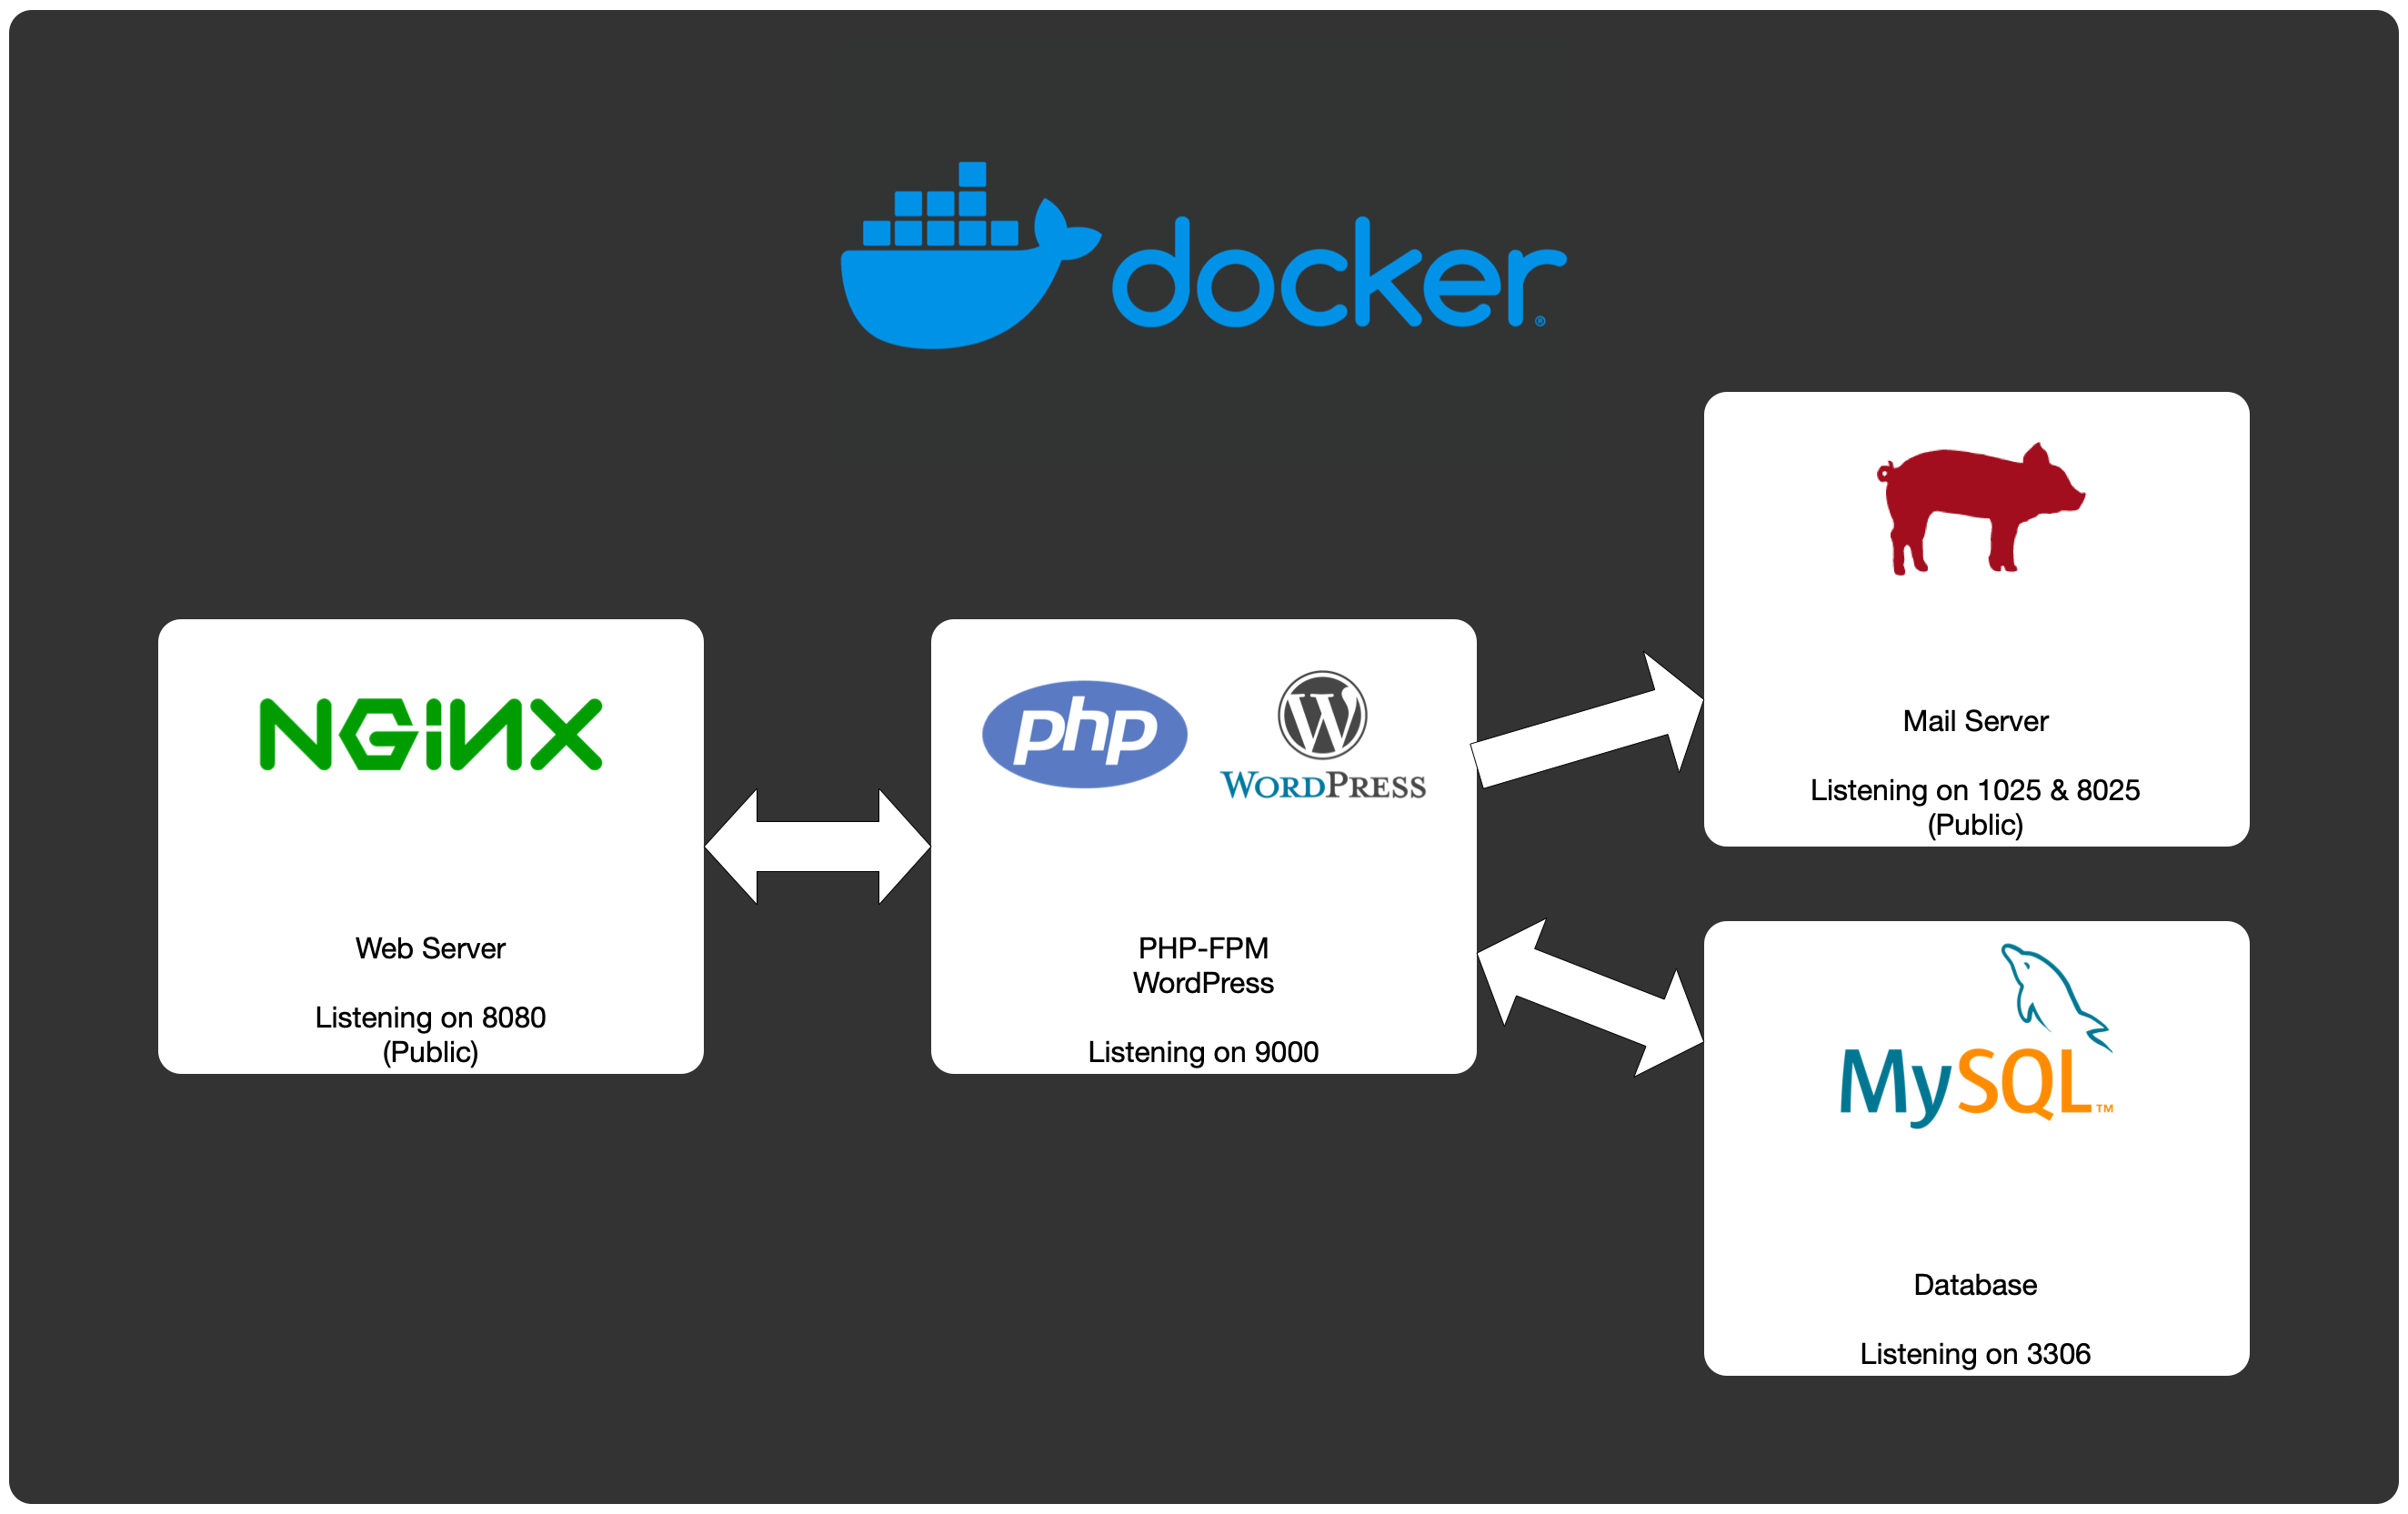 docker®
NGINX
Web Server
Listening on 8080
(Public)
php
W
WORDPRESS
PHP-FPM
WordPress
Listening on 9000
Mail Server
Listening on 1025 & 8025
(Public)
MySQL™
Database
Listening on 3306